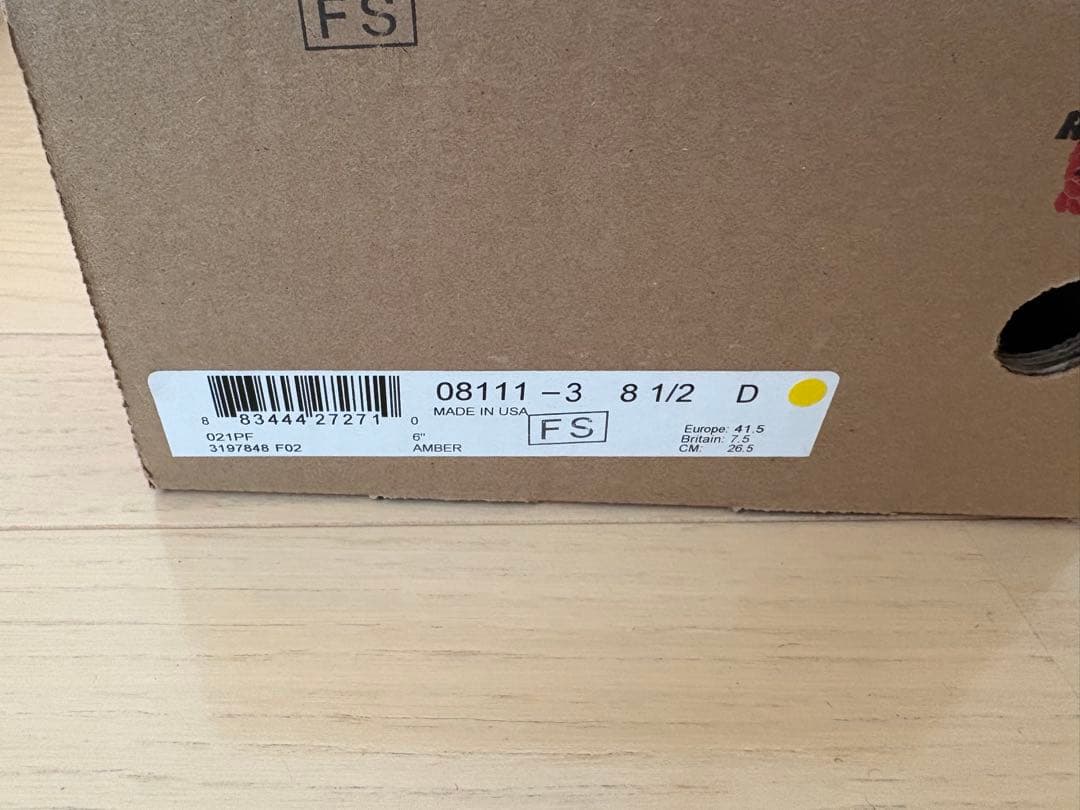 FS
08111 – 3 8 1/2 D
8 83444 27271 0
MADE IN USA
FS
021PF
3197848 F02
6"
AMBER
Europe: 41.5
Britain: 7.5
CM: 26.5